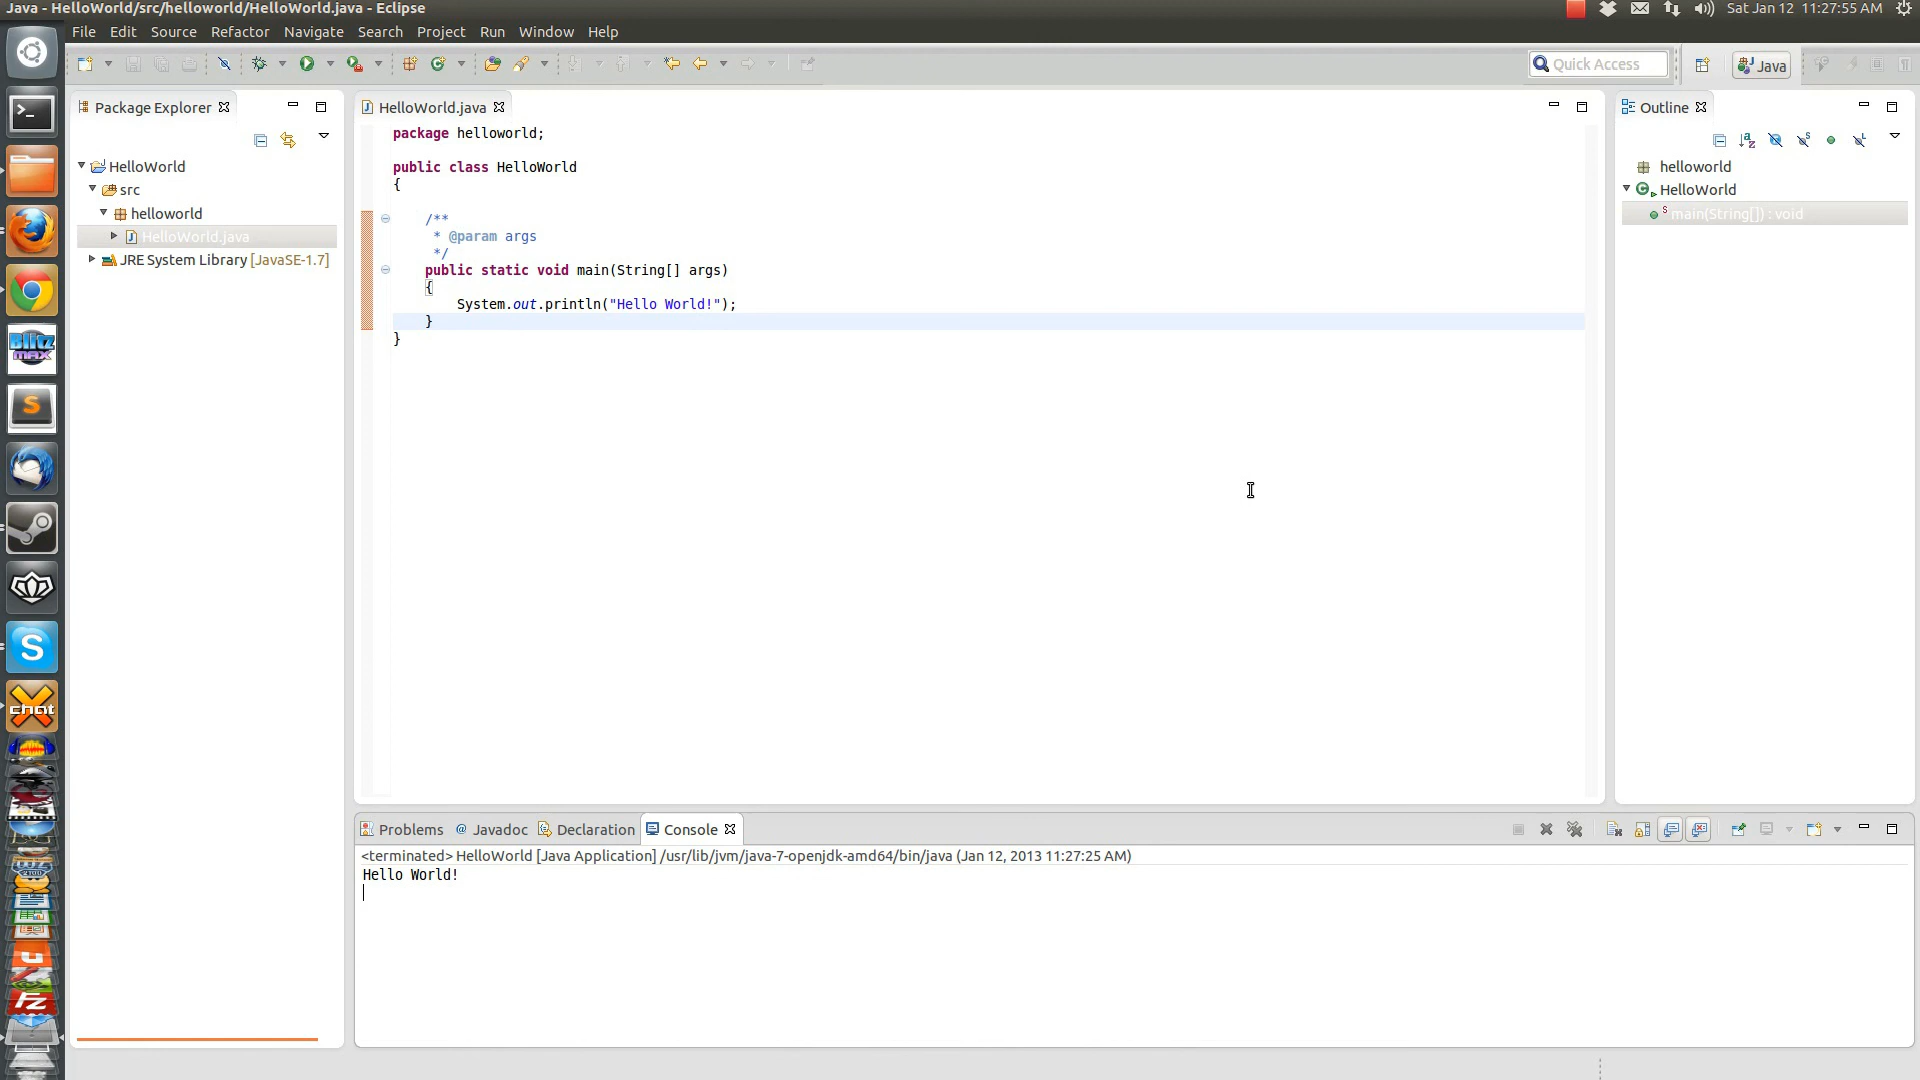 Java - HelloWorld/src/helloworld/HelloWorld.java - Eclipse
Sat Jan 12 11:27:55 AM
File Edit Source Refactor Navigate Search Project Run Window Help
Quick Access
Java
Package Explorer
HelloWorld
src
helloworld
HelloWorld.java
JRE System Library [JavaSE-1.7]
HelloWorld.java
package helloworld;
public class HelloWorld
{
/**
* @param args
*/
public static void main(String[] args)
{
System.out.println("Hello World!");
}
}
Outline
helloworld
HelloWorld
main(String[]) : void
Blitz
max
S
S
X
chat
Fz
Problems @ Javadoc Declaration Console
<terminated> HelloWorld [Java Application] /usr/lib/jvm/java-7-openjdk-amd64/bin/java (Jan 12, 2013 11:27:25 AM)
Hello World!